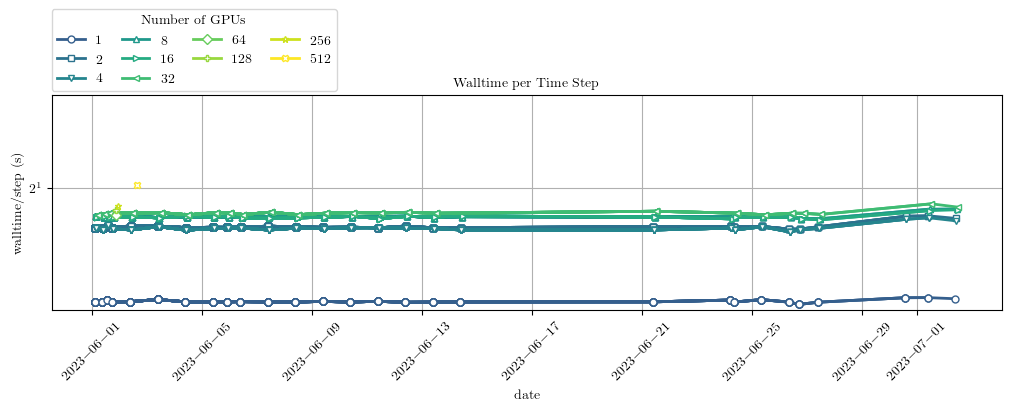 Number of GPUs
1 8 64 256
2 16 128 512
4 32
Walltime per Time Step
walltime/step (s)
2^1
2023−06−01
2023−06−05
2023−06−09
2023−06−13
2023−06−17
2023−06−21
2023−06−25
2023−06−29
2023−07−01
date